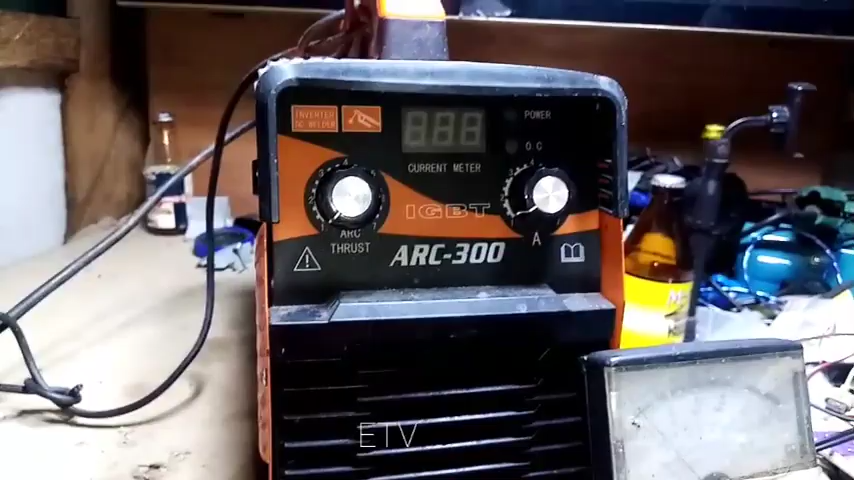 INVERTER
DC WELDER
POWER
888
O.C
CURRENT METER
IGBT
ARC
THRUST
A
ARC-300
ETV